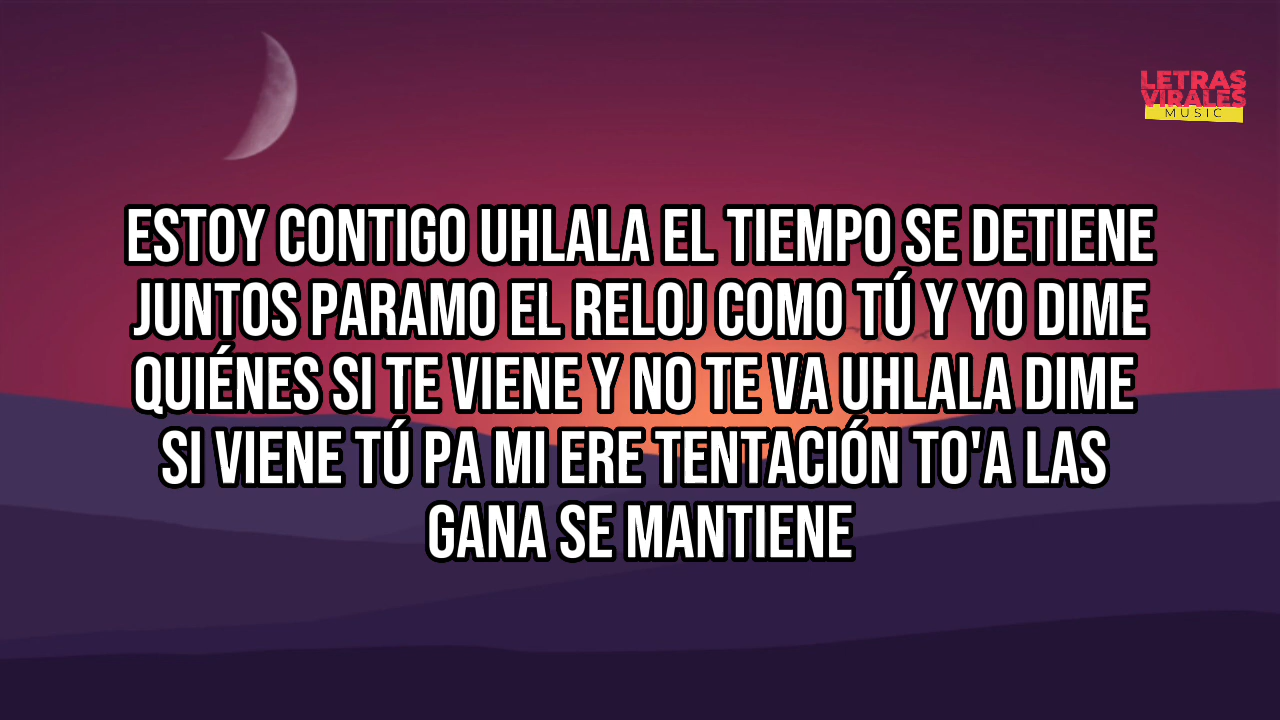 LETRAS
VIRALES
MUSIC
ESTOY CONTIGO UHLALA EL TIEMPO SE DETIENE
JUNTOS PARAMO EL RELOJ COMO TÚ Y YO DIME
QUIÉNES SI TE VIENE Y NO TE VA UHLALA DIME
SI VIENE TÚ PA MI ERE TENTACIÓN TO'A LAS
GANA SE MANTIENE